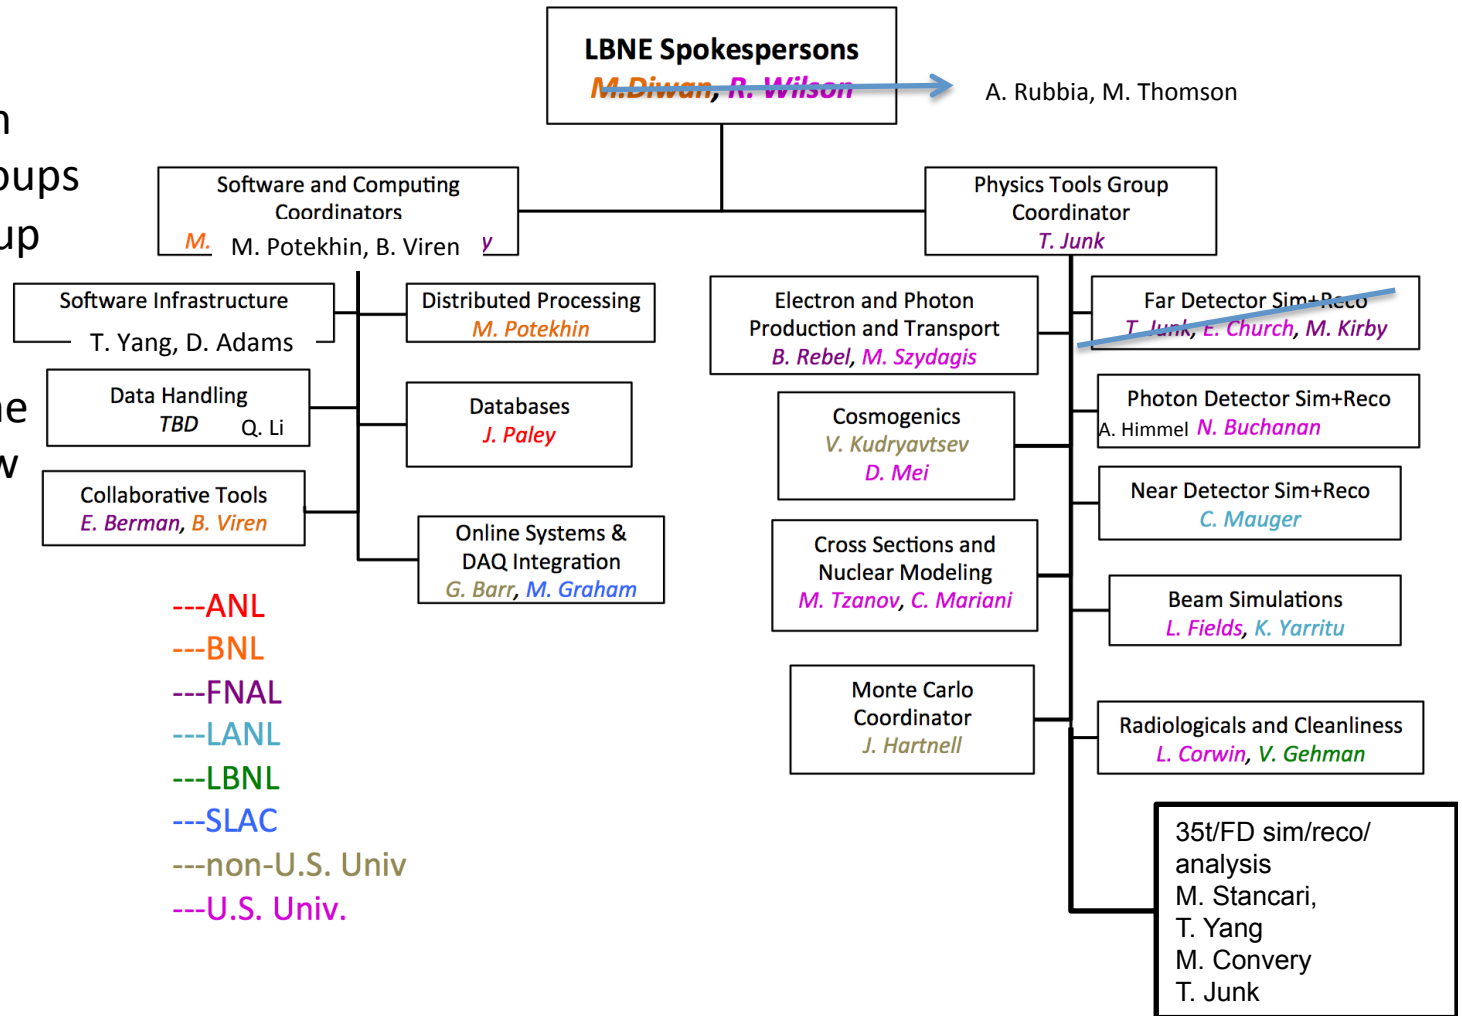 LBNE Spokespersons
M.Diwan, R. Wilson
A. Rubbia, M. Thomson
Software and Computing
Coordinators
M.
M. Potekhin, B. Viren
y
Physics Tools Group
Coordinator
T. Junk
Software Infrastructure
T. Yang, D. Adams
Distributed Processing
M. Potekhin
Data Handling
TBD
Q. Li
Databases
J. Paley
Collaborative Tools
E. Berman, B. Viren
Online Systems &
DAQ Integration
G. Barr, M. Graham
Electron and Photon
Production and Transport
B. Rebel, M. Szydagis
Far Detector Sim+Reco
T. Junk, E. Church, M. Kirby
Cosmogenics
V. Kudryavtsev
D. Mei
Photon Detector Sim+Reco
A. Himmel N. Buchanan
Near Detector Sim+Reco
C. Mauger
Cross Sections and
Nuclear Modeling
M. Tzanov, C. Mariani
Beam Simulations
L. Fields, K. Yarritu
Monte Carlo
Coordinator
J. Hartnell
Radiologicals and Cleanliness
L. Corwin, V. Gehman
35t/FD sim/reco/
analysis
M. Stancari,
T. Yang
M. Convery
T. Junk
---ANL
---BNL
---FNAL
---LANL
---LBNL
---SLAC
---non-U.S. Univ
---U.S. Univ.